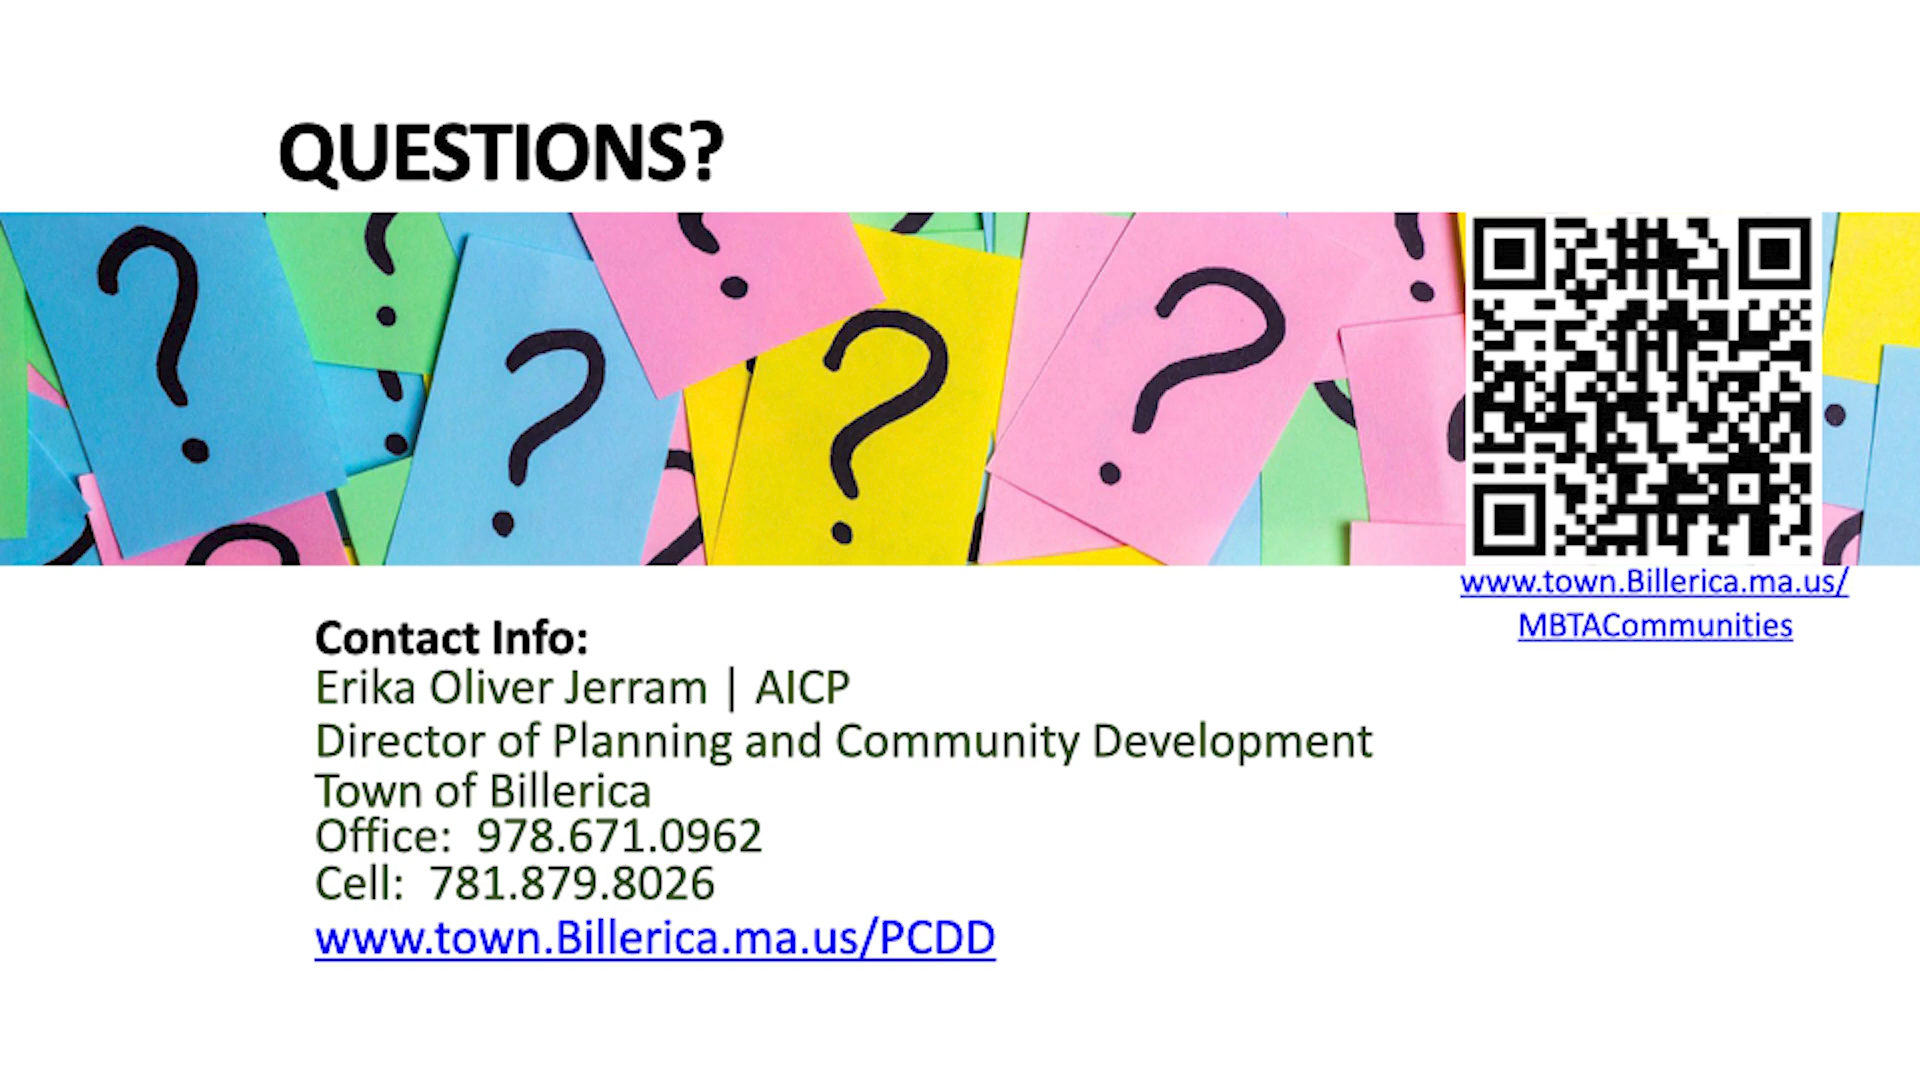 QUESTIONS?
www.town.Billerica.ma.us/
MBTACommunities
Contact Info:
Erika Oliver Jerram | AICP
Director of Planning and Community Development
Town of Billerica
Office:  978.671.0962
Cell:  781.879.8026
www.town.Billerica.ma.us/PCDD